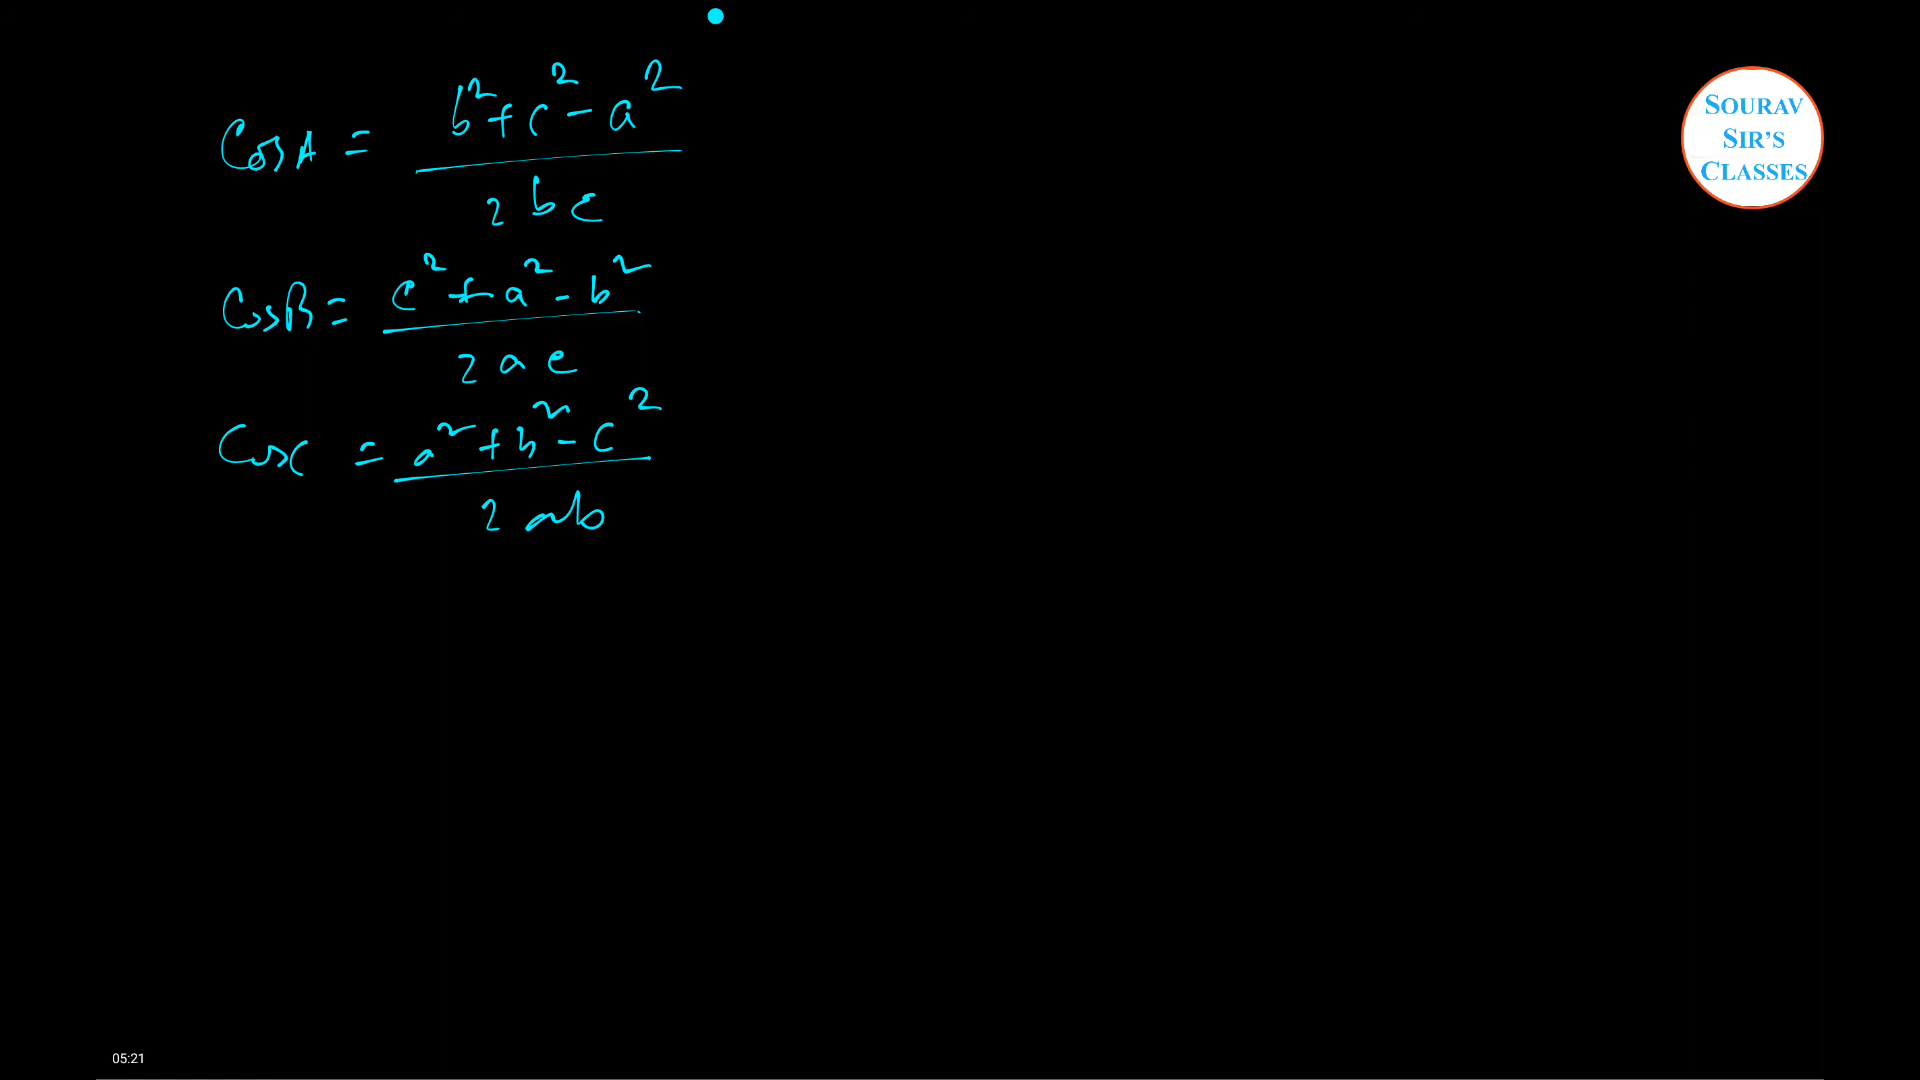 Cos A = b² + c² - a² / 2bc
Cos B = c² + a² - b² / 2ac
Cos C = a² + b² - c² / 2ab
SOURAV
SIR'S
CLASSES
05:21